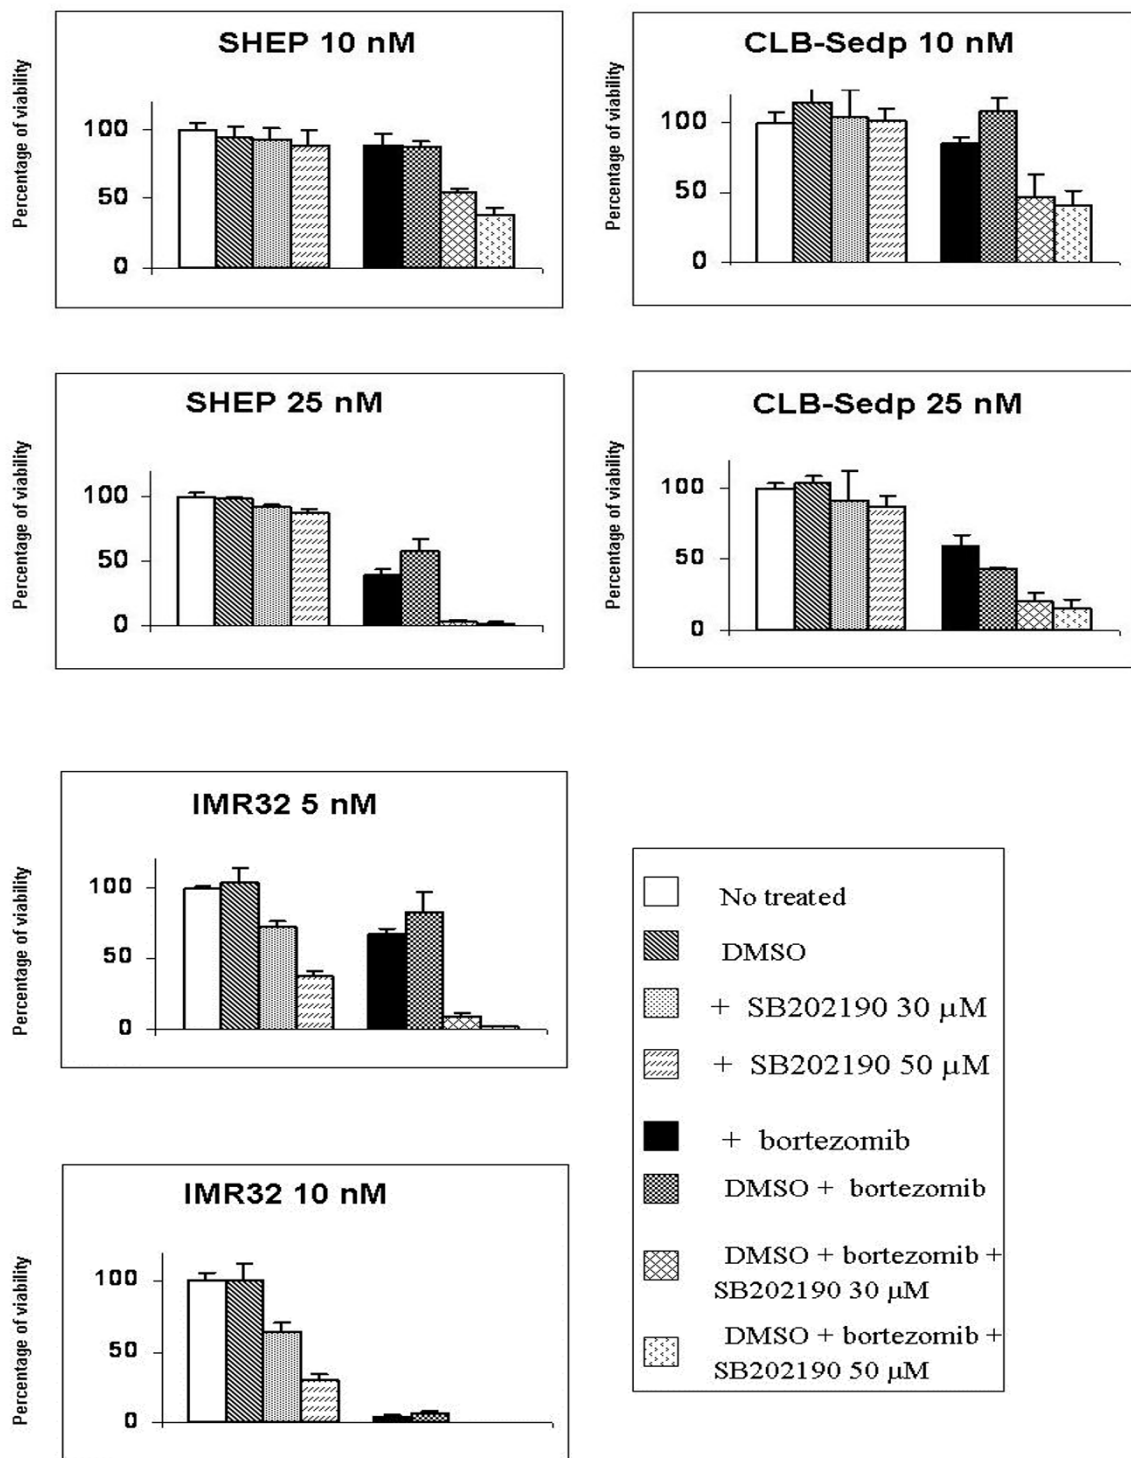 SHEP 10 nM
Percentage of viability
100
50
0
CLB-Sedp 10 nM
Percentage of viability
100
50
0
SHEP 25 nM
Percentage of viability
100
50
0
CLB-Sedp 25 nM
Percentage of viability
100
50
0
IMR32 5 nM
Percentage of viability
100
50
0
IMR32 10 nM
Percentage of viability
100
50
0
No treated
DMSO
+ SB202190 30 µM
+ SB202190 50 µM
+ bortezomib
DMSO + bortezomib
DMSO + bortezomib +
SB202190 30 µM
DMSO + bortezomib +
SB202190 50 µM